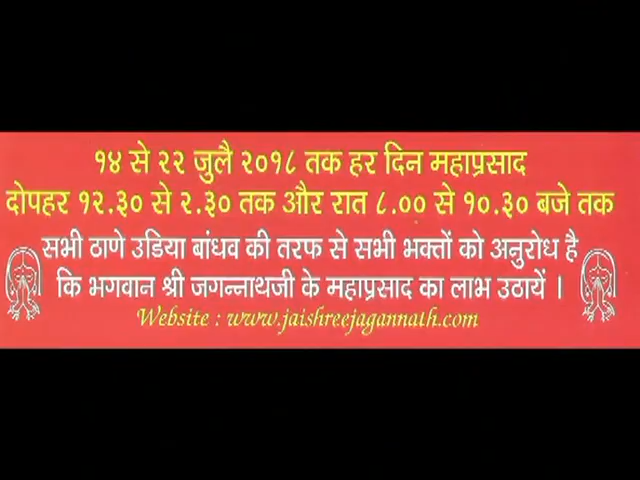 १४ से २२ जुलै २०१८ तक हर दिन महाप्रसाद
दोपहर १२.३० से २.३० तक और रात ८.०० से १०.३० बजे तक
सभी ठाणे उडिया बांधव की तरफ से सभी भक्तों को अनुरोध है
कि भगवान श्री जगन्नाथजी के महाप्रसाद का लाभ उठायें ।
Website : www.jaishreejagannath.com